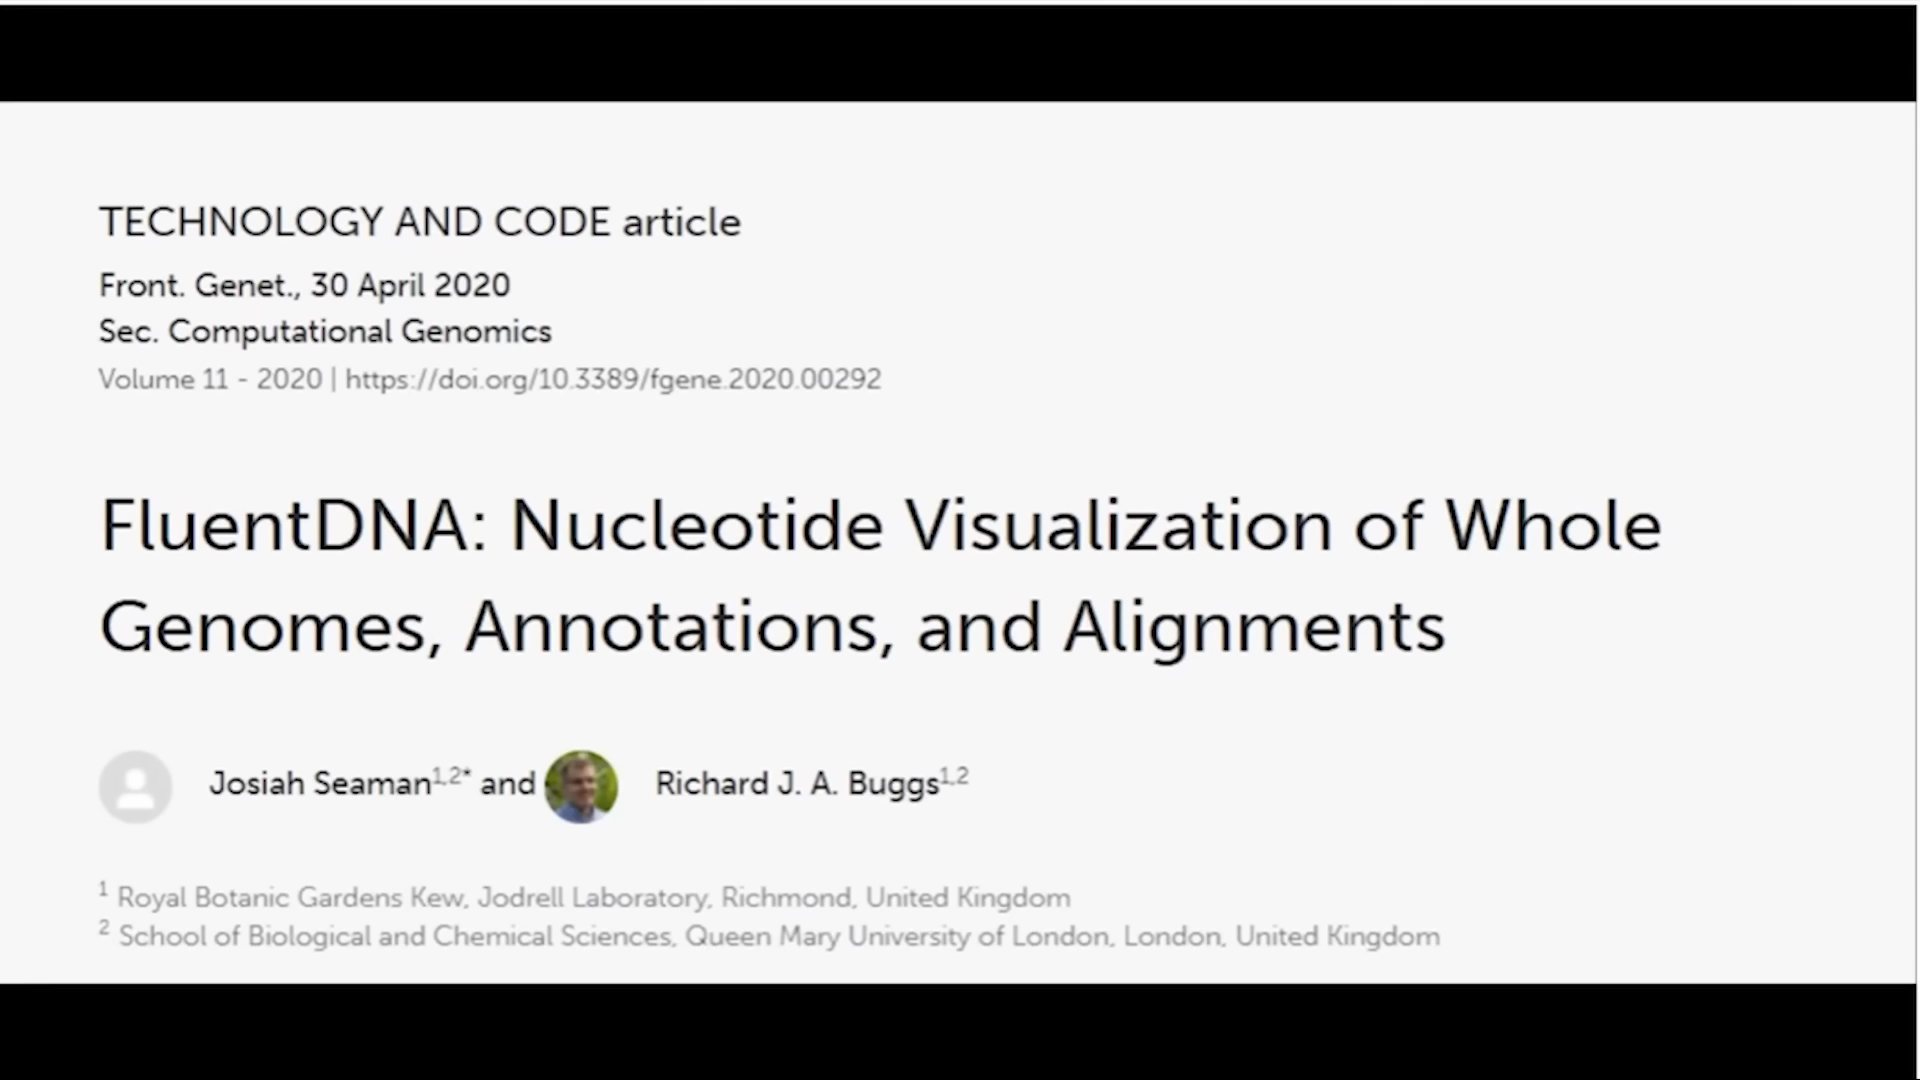 TECHNOLOGY AND CODE article
Front. Genet., 30 April 2020
Sec. Computational Genomics
Volume 11 - 2020 | https://doi.org/10.3389/fgene.2020.00292
FluentDNA: Nucleotide Visualization of Whole
Genomes, Annotations, and Alignments
Josiah Seaman1,2* and Richard J. A. Buggs1,2
1 Royal Botanic Gardens Kew, Jodrell Laboratory, Richmond, United Kingdom
2 School of Biological and Chemical Sciences, Queen Mary University of London, London, United Kingdom